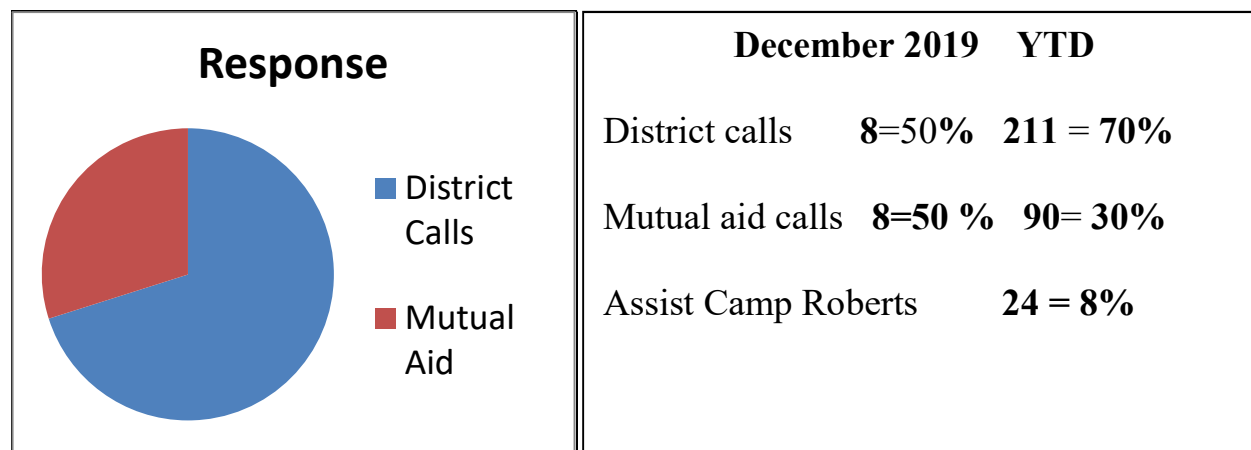 Response
District
Calls
Mutual
Aid
December 2019 YTD
District calls 8=50% 211 = 70%
Mutual aid calls 8=50 % 90= 30%
Assist Camp Roberts 24 = 8%